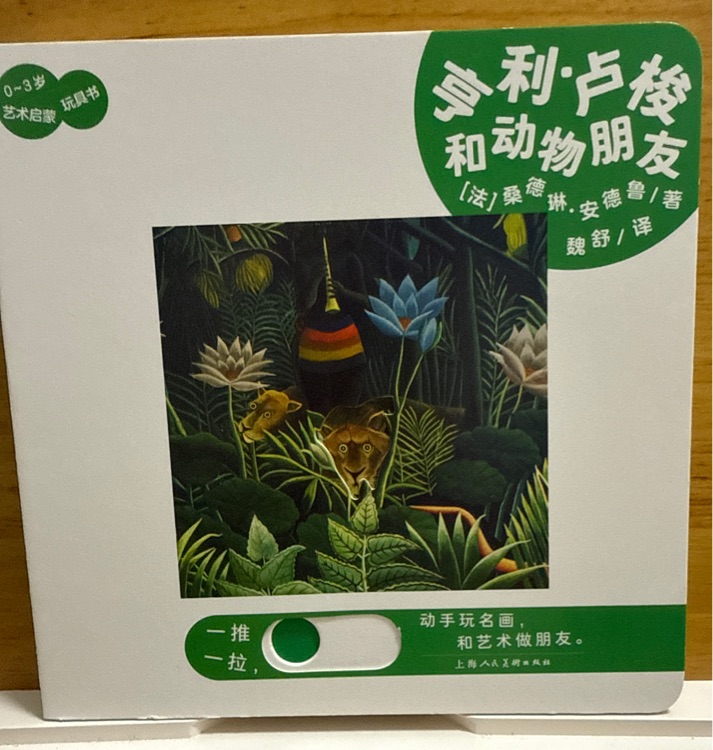 0~3岁
艺术启蒙
玩具书
亨利·卢梭
和动物朋友
[法]桑德琳·安德鲁/著
魏舒/译
一推
一拉，
动手玩名画，
和艺术做朋友。
上海人民美术出版社